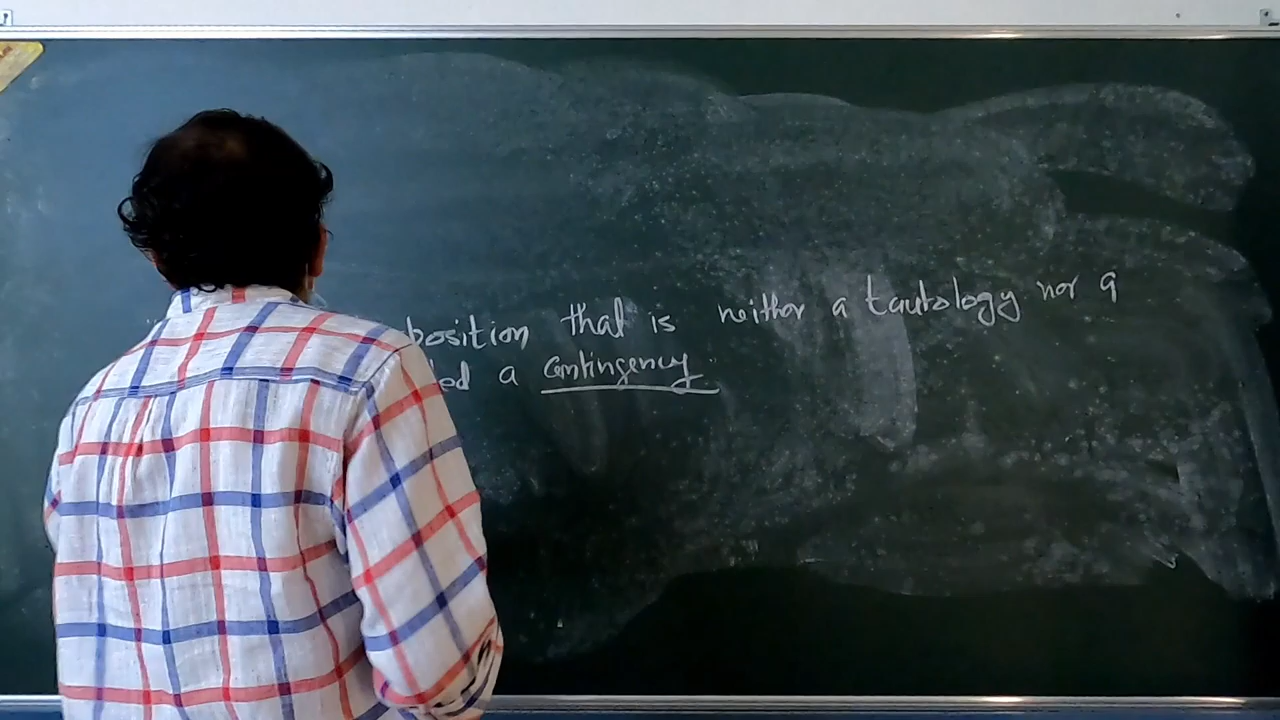 position that is neither a tautology nor a
ed a contingency.